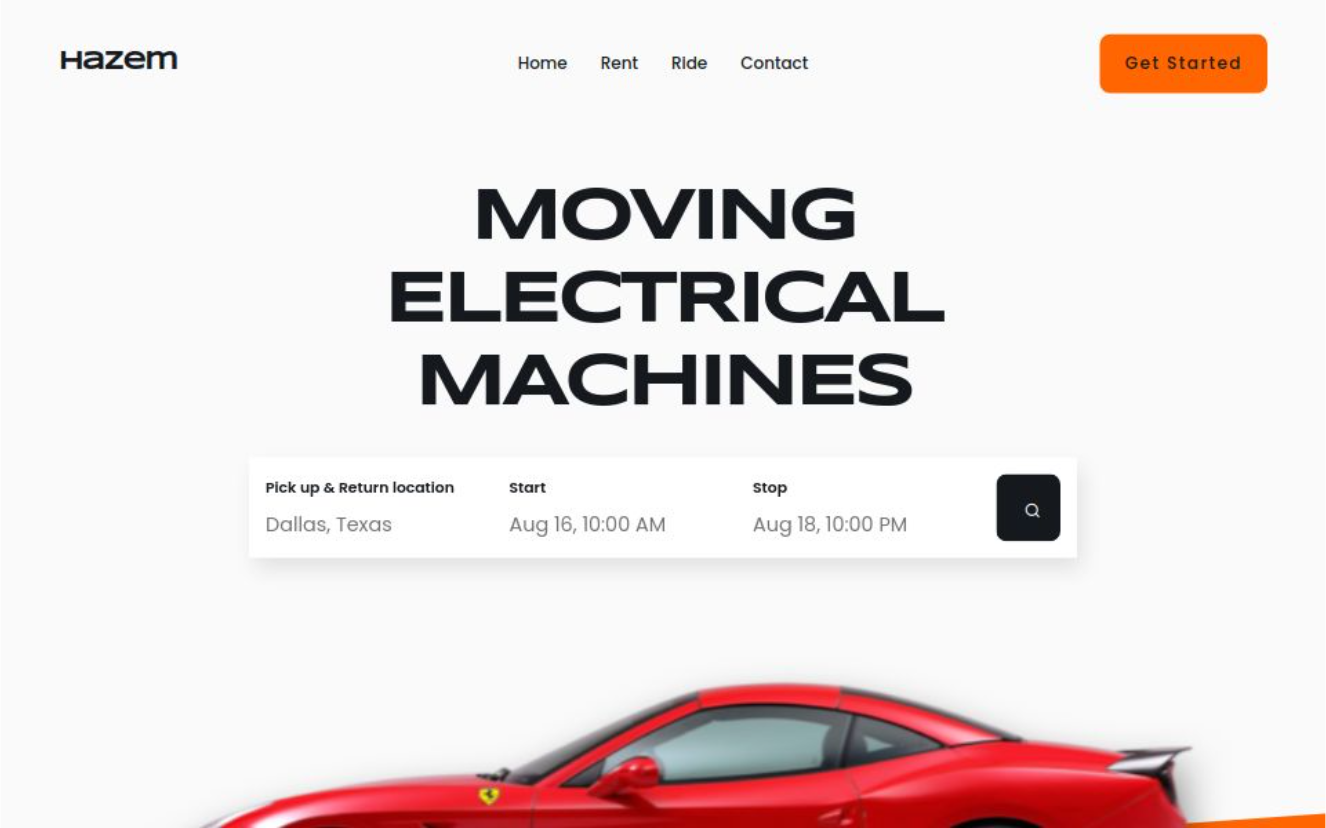 Hazem
Home Rent Ride Contact
Get Started
MOVING
ELECTRICAL
MACHINES
Pick up & Return location Start Stop
Dallas, Texas Aug 16, 10:00 AM Aug 18, 10:00 PM